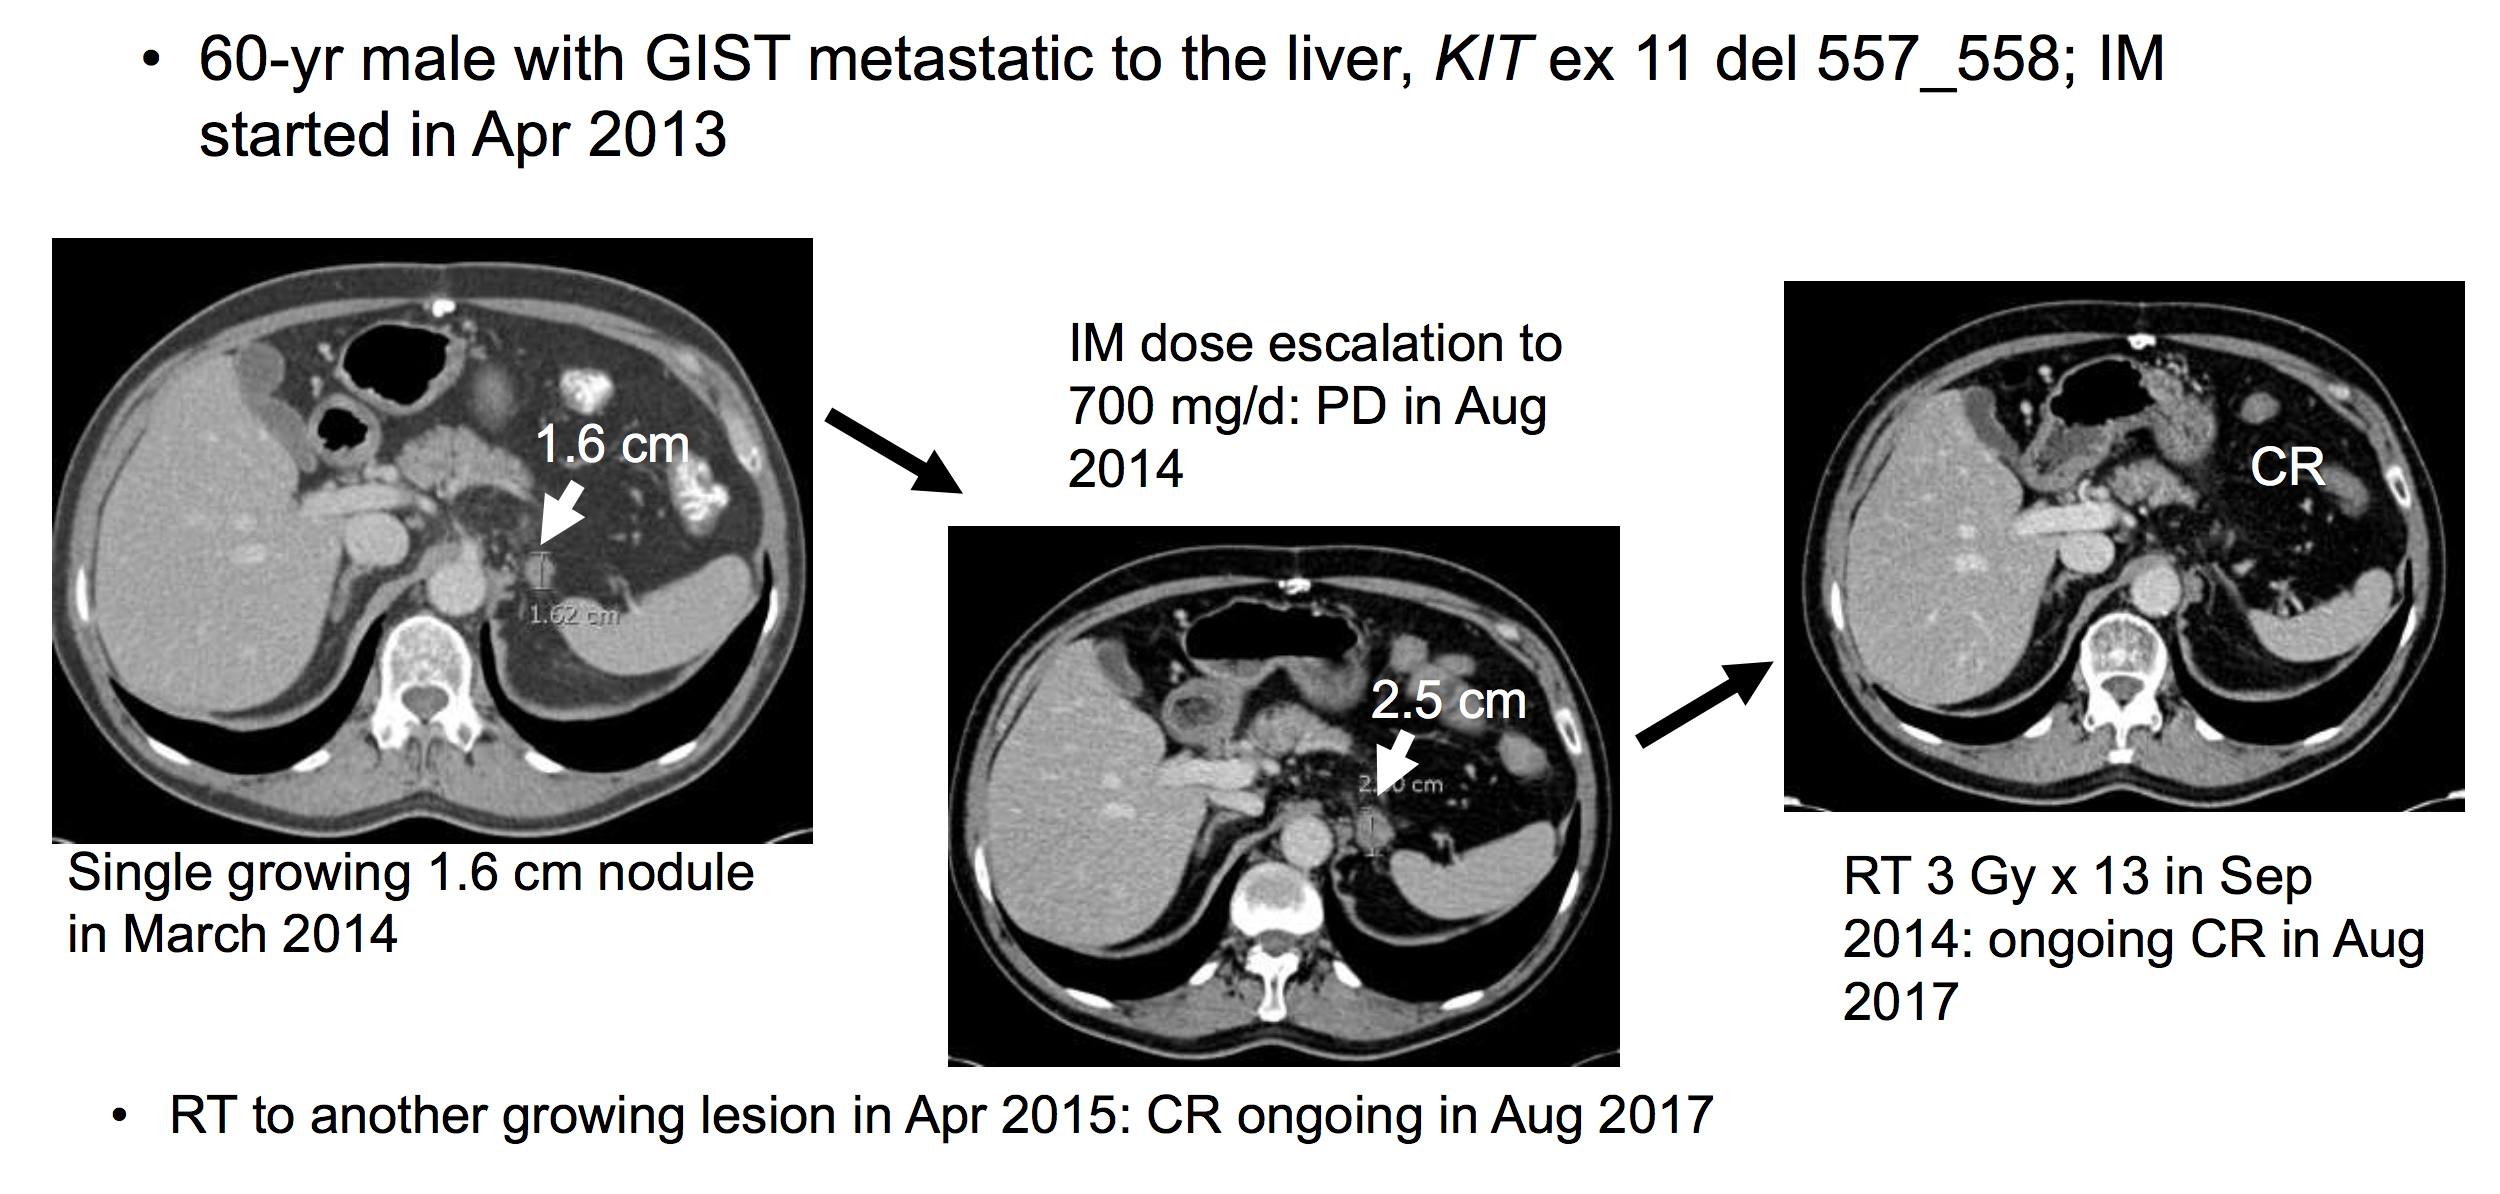 • 60-yr male with GIST metastatic to the liver, KIT ex 11 del 557_558; IM
started in Apr 2013
1.6 cm
1.62 cm
Single growing 1.6 cm nodule
in March 2014
IM dose escalation to
700 mg/d: PD in Aug
2014
2.5 cm
cm
CR
RT 3 Gy x 13 in Sep
2014: ongoing CR in Aug
2017
• RT to another growing lesion in Apr 2015: CR ongoing in Aug 2017